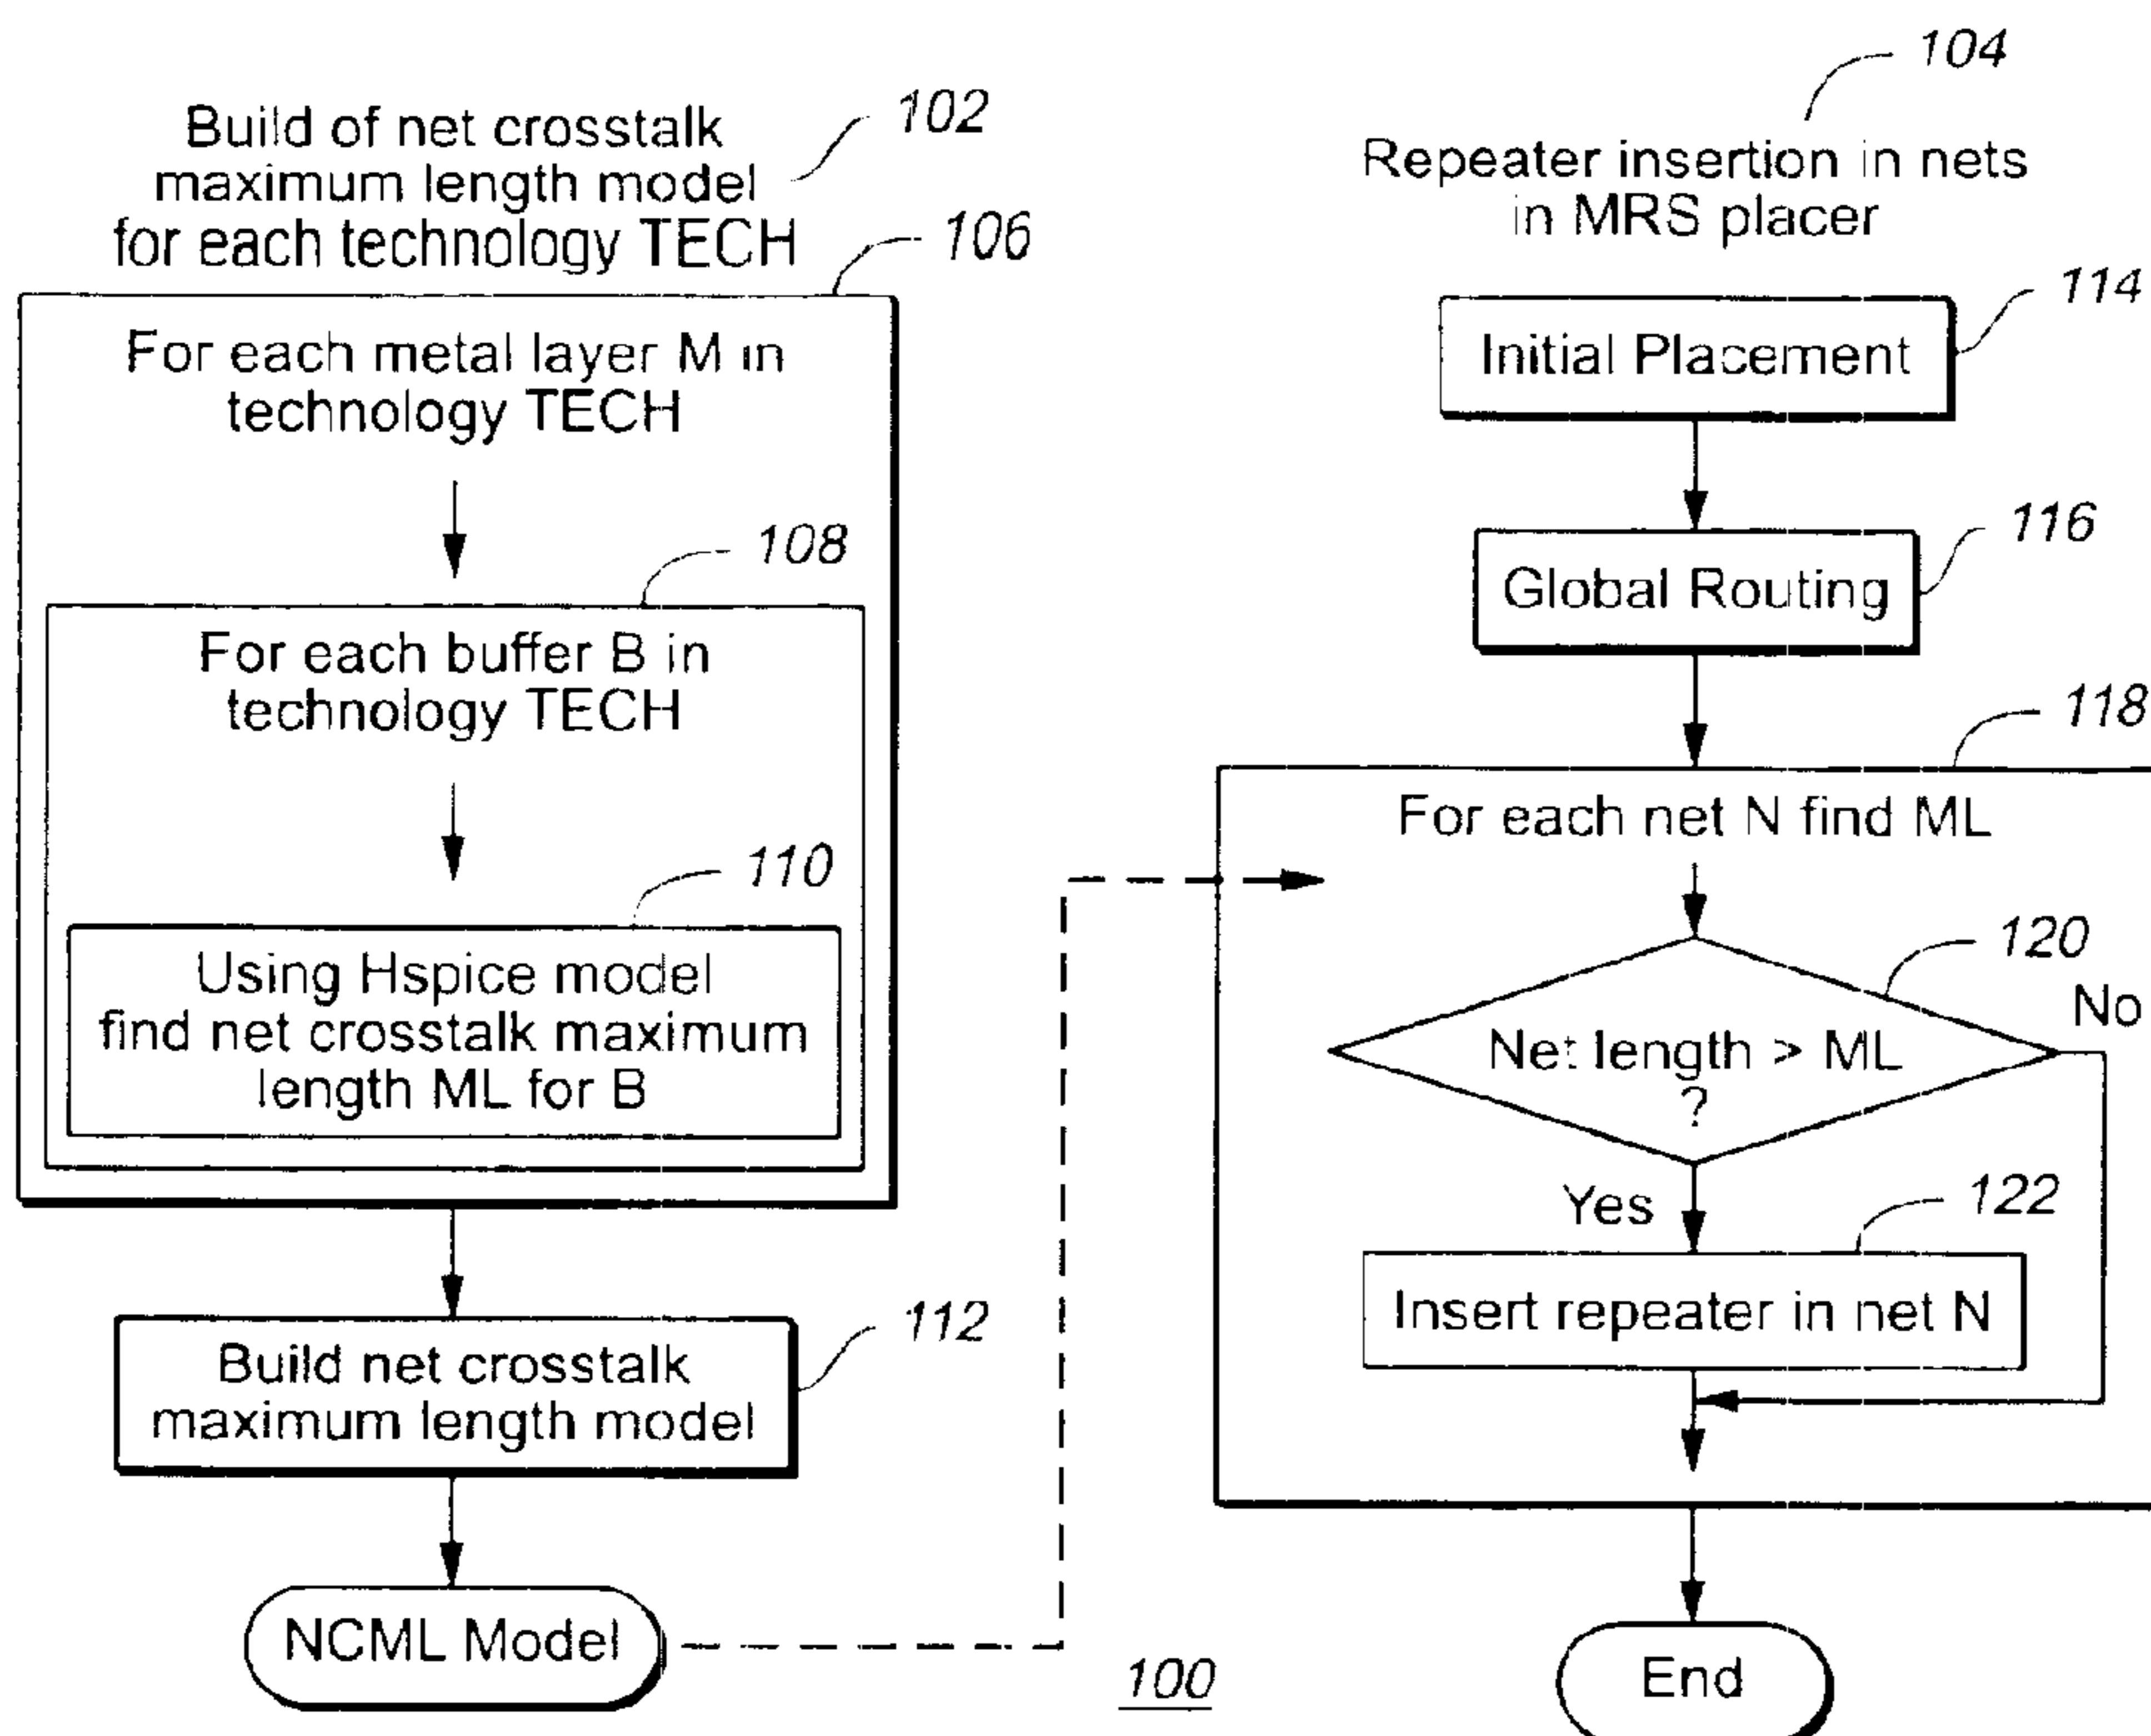 Build of net crosstalk
maximum length model
for each technology TECH
102
106
For each metal layer M in
technology TECH
108
For each buffer B in
technology TECH
110
Using Hspice model
find net crosstalk maximum
length ML for B
112
Build net crosstalk
maximum length model
NCML Model
104
Repeater insertion in nets
in MRS placer
114
Initial Placement
116
Global Routing
118
For each net N find ML
120
No
Net length > ML
?
Yes
122
Insert repeater in net N
End
100